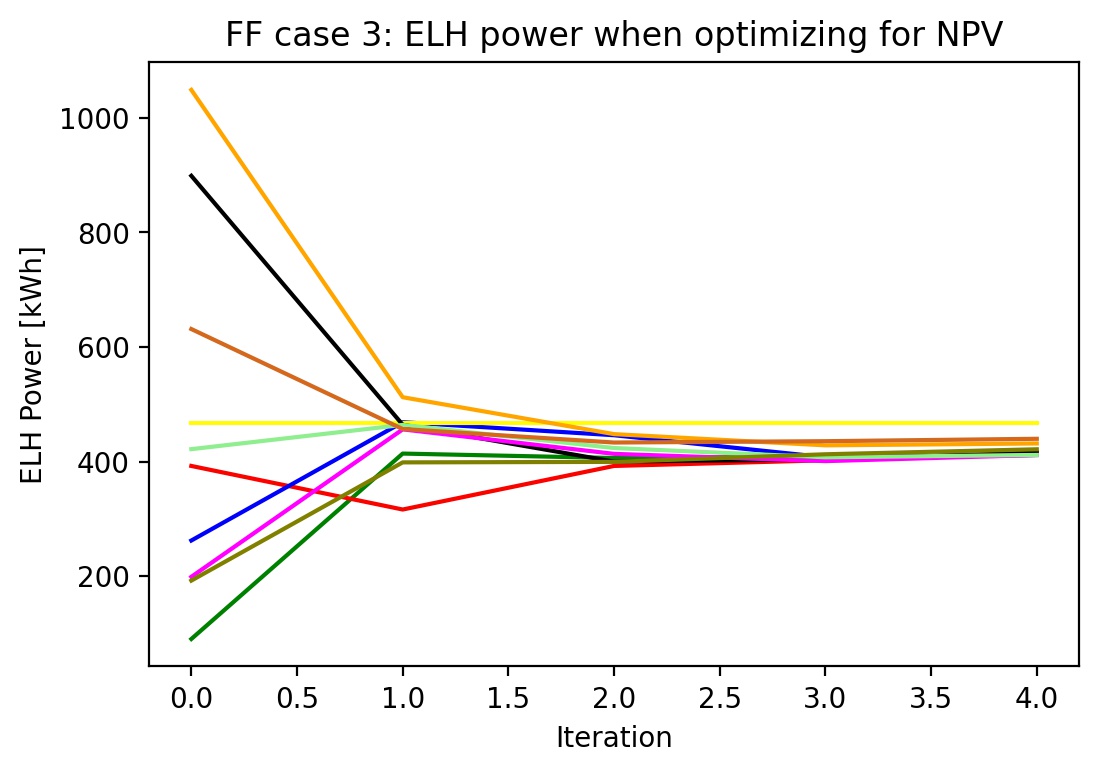 FF case 3: ELH power when optimizing for NPV
ELH Power [kWh]
1000
800
600
400
200
0.0 0.5 1.0 1.5 2.0 2.5 3.0 3.5 4.0
Iteration